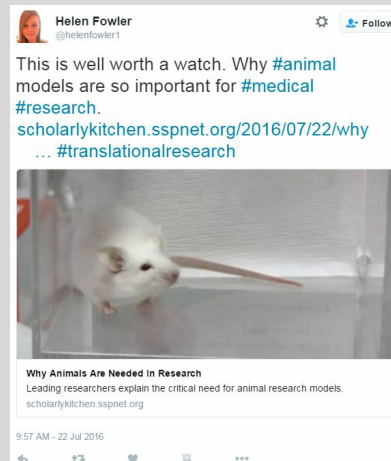 Helen Fowler
@helenfowler1
Follow
This is well worth a watch. Why #animal
models are so important for #medical
#research.
scholarlykitchen.sspnet.org/2016/07/22/why
… #translationalresearch
Why Animals Are Needed In Research
Leading researchers explain the critical need for animal research models.
scholarlykitchen.sspnet.org
9:57 AM - 22 Jul 2016